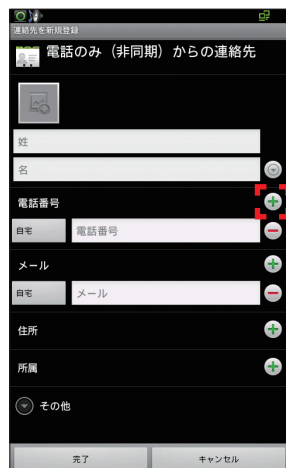 連絡先を新規登録
電話のみ（非同期）からの連絡先
姓
名
電話番号
自宅 電話番号
メール
自宅 メール
住所
所属
その他
完了 キャンセル